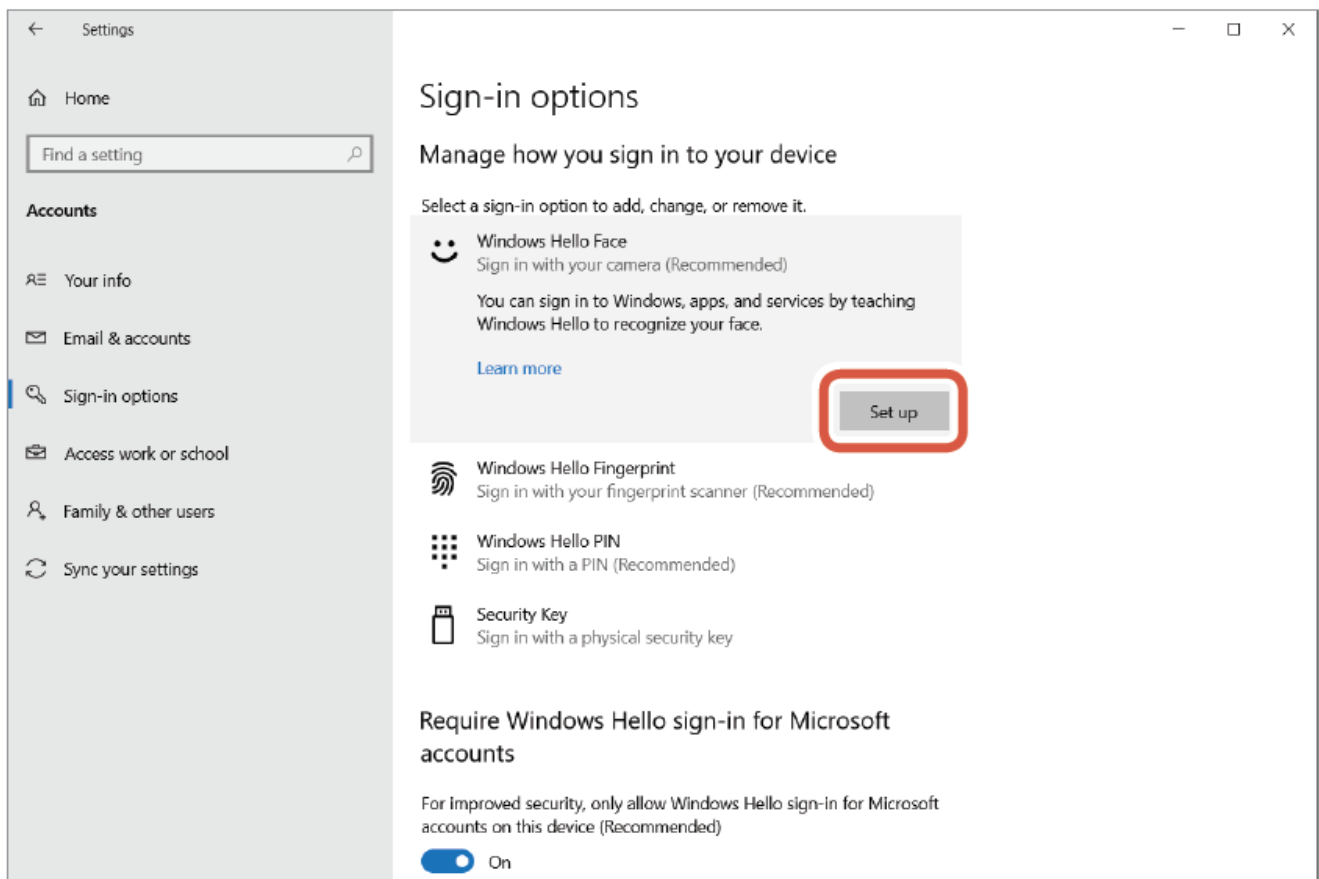 Settings
Home
Find a setting
Accounts
Your info
Email & accounts
Sign-in options
Access work or school
Family & other users
Sync your settings
Sign-in options
Manage how you sign in to your device
Select a sign-in option to add, change, or remove it.
Windows Hello Face
Sign in with your camera (Recommended)
You can sign in to Windows, apps, and services by teaching
Windows Hello to recognize your face.
Learn more
Set up
Windows Hello Fingerprint
Sign in with your fingerprint scanner (Recommended)
Windows Hello PIN
Sign in with a PIN (Recommended)
Security Key
Sign in with a physical security key
Require Windows Hello sign-in for Microsoft
accounts
For improved security, only allow Windows Hello sign-in for Microsoft
accounts on this device (Recommended)
On